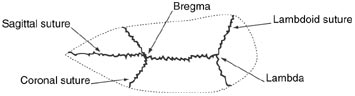 Bregma
Sagittal suture
Lambdoid suture
Coronal suture
Lambda